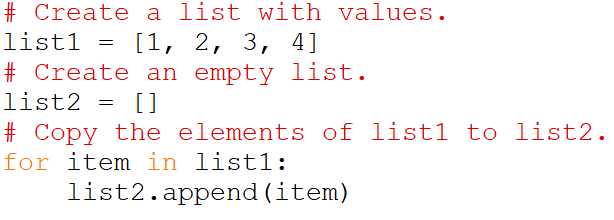 # Create a list with values.
list1 = [1, 2, 3, 4]
# Create an empty list.
list2 = []
# Copy the elements of list1 to list2.
for item in list1:
    list2.append(item)